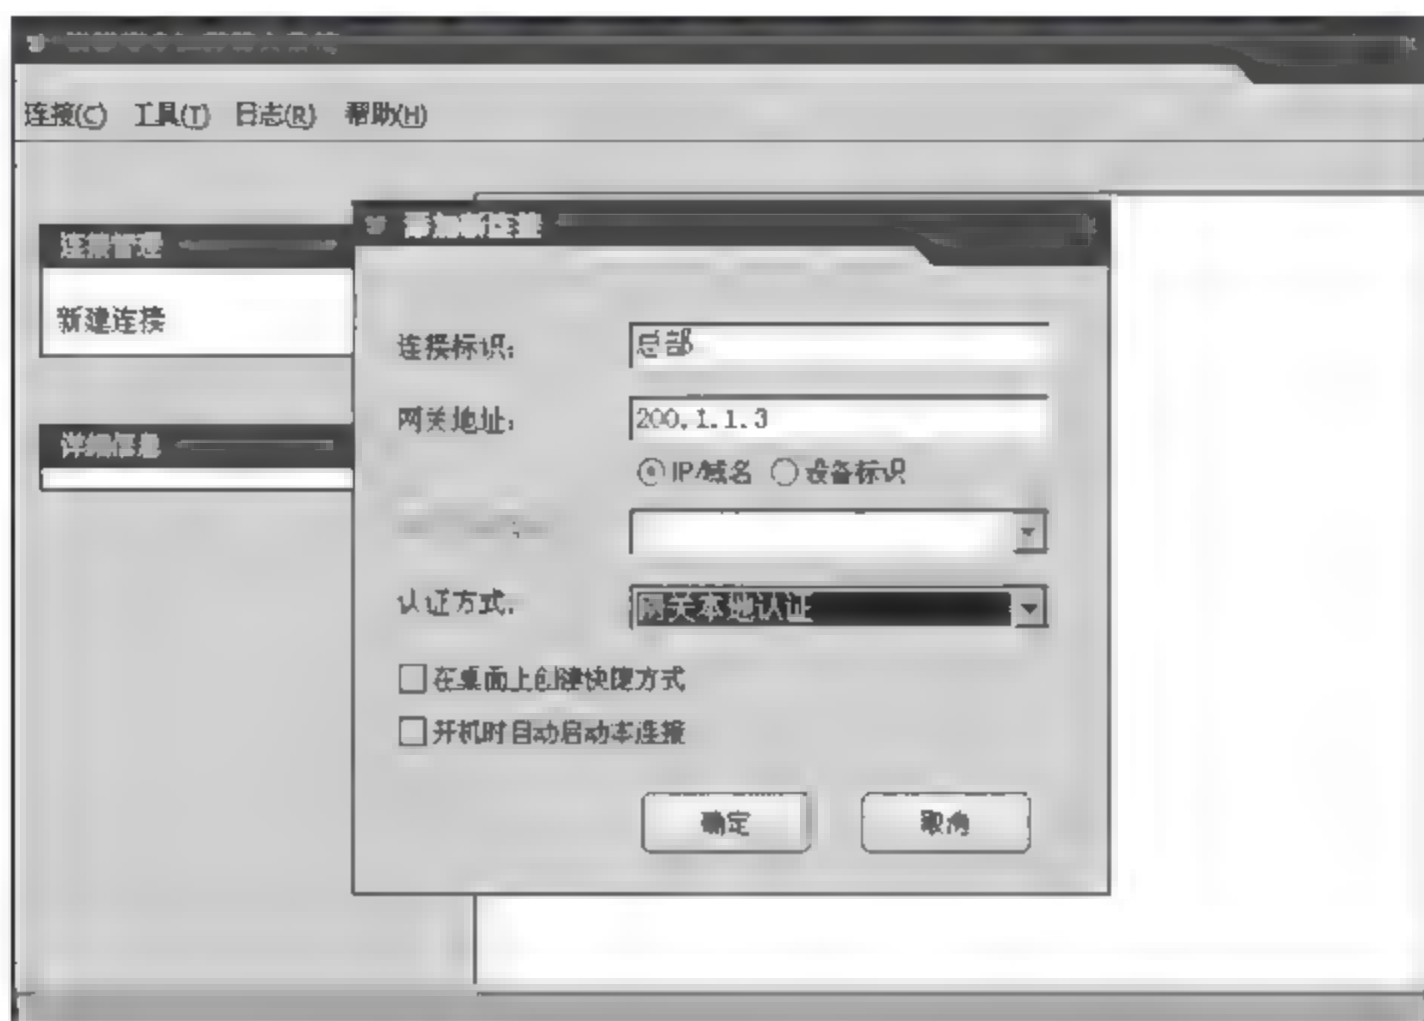 连接(C) 工具(T) 日志(R) 帮助(H)
连接管理
新建连接
详细信息
添加新连接
连接标识: 总部
网关地址: 200.1.1.3
IP/域名 设备标识
认证方式: 网关本地认证
在桌面上创建快捷方式
开机时自动启动本连接
确定 取消